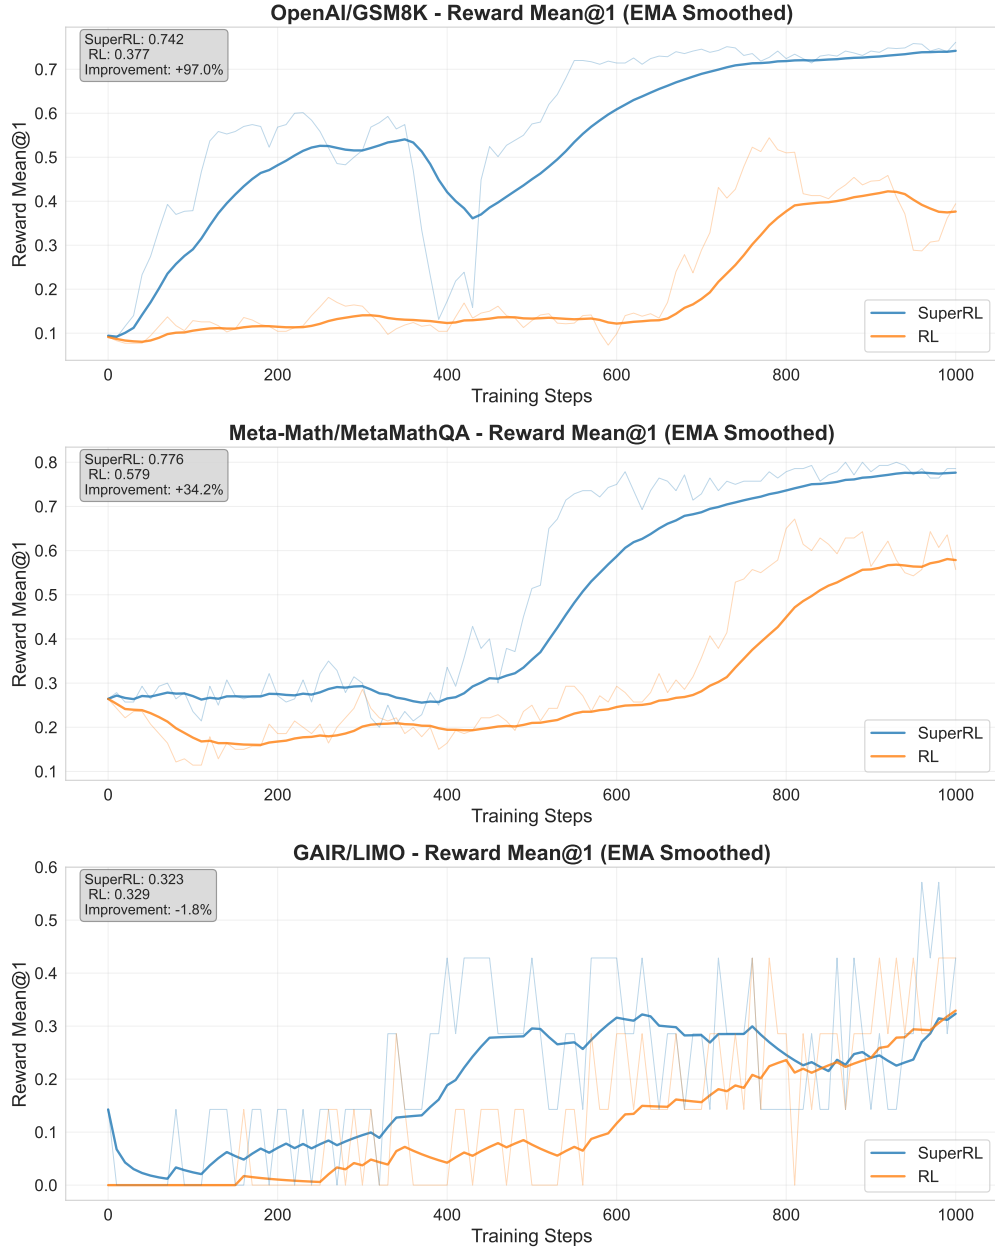 OpenAI/GSM8K - Reward Mean@1 (EMA Smoothed)
SuperRL: 0.742
RL: 0.377
Improvement: +97.0%
Reward Mean@1
0.7
0.6
0.5
0.4
0.3
0.2
0.1
SuperRL
RL
0 200 400 600 800 1000
Training Steps
Meta-Math/MetaMathQA - Reward Mean@1 (EMA Smoothed)
SuperRL: 0.776
RL: 0.579
Improvement: +34.2%
Reward Mean@1
0.8
0.7
0.6
0.5
0.4
0.3
0.2
0.1
SuperRL
RL
0 200 400 600 800 1000
Training Steps
GAIR/LIMO - Reward Mean@1 (EMA Smoothed)
SuperRL: 0.323
RL: 0.329
Improvement: -1.8%
Reward Mean@1
0.6
0.5
0.4
0.3
0.2
0.1
0.0
SuperRL
RL
0 200 400 600 800 1000
Training Steps